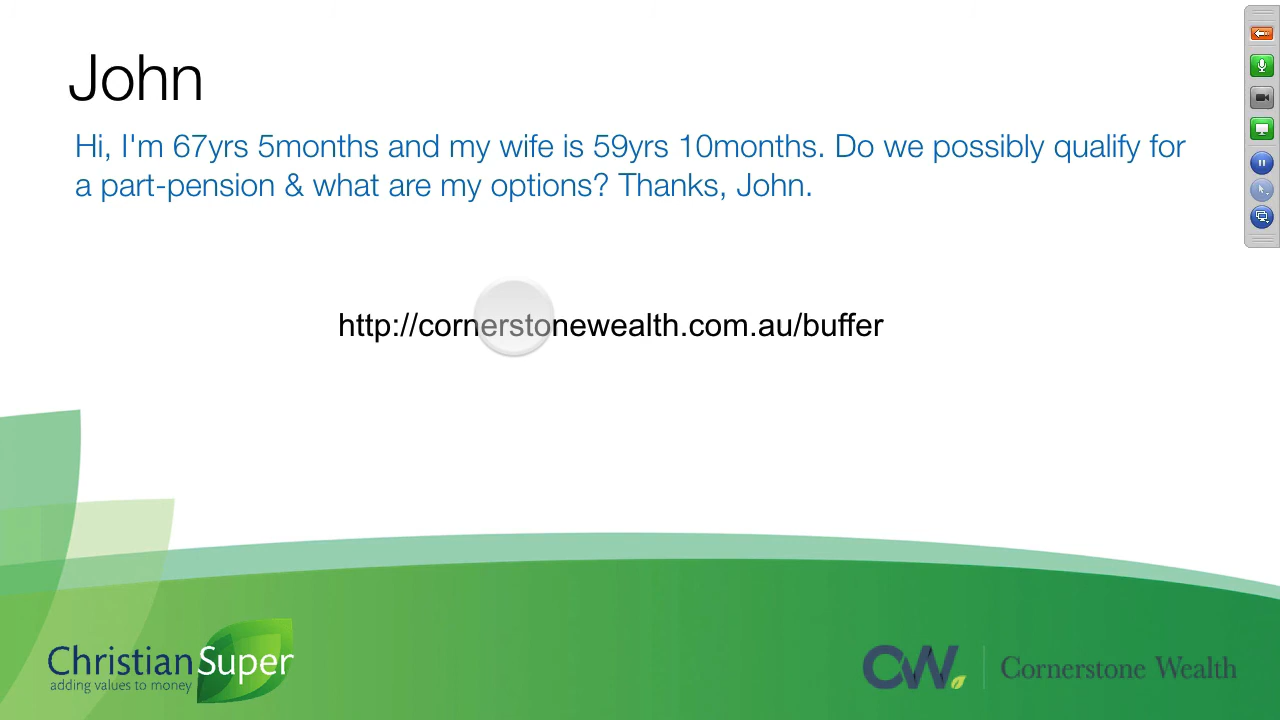 John
Hi, I'm 67yrs 5months and my wife is 59yrs 10months. Do we possibly qualify for
a part-pension & what are my options? Thanks, John.
http://cornerstonewealth.com.au/buffer
Christian Super
adding values to money
CW Cornerstone Wealth